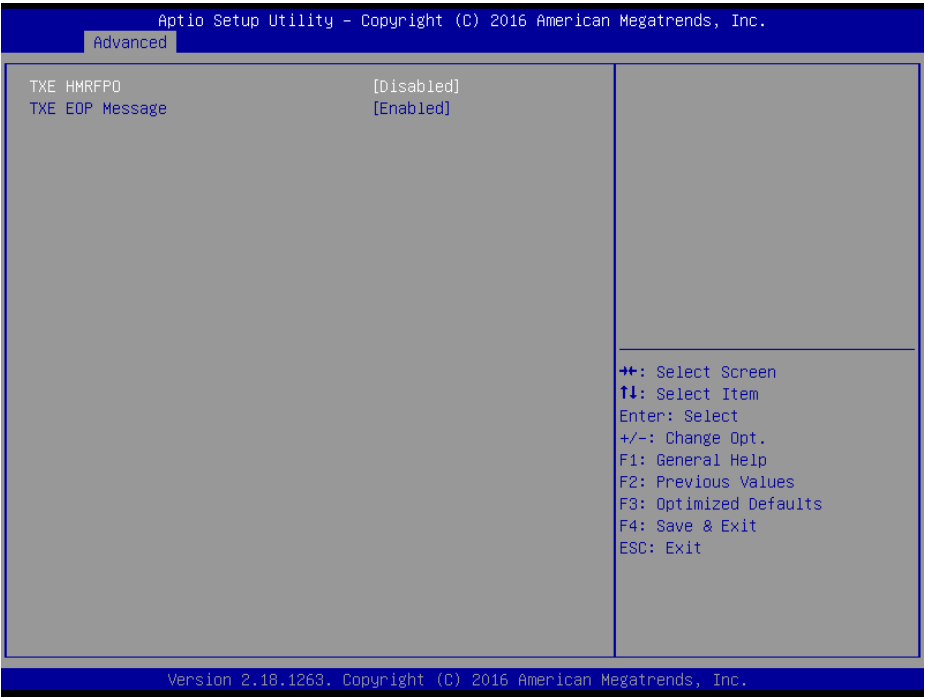 Aptio Setup Utility – Copyright (C) 2016 American Megatrends, Inc.
Advanced
TXE HMRFPO [Disabled]
TXE EOP Message [Enabled]
→←: Select Screen
↑↓: Select Item
Enter: Select
+/-: Change Opt.
F1: General Help
F2: Previous Values
F3: Optimized Defaults
F4: Save & Exit
ESC: Exit
Version 2.18.1263. Copyright (C) 2016 American Megatrends, Inc.